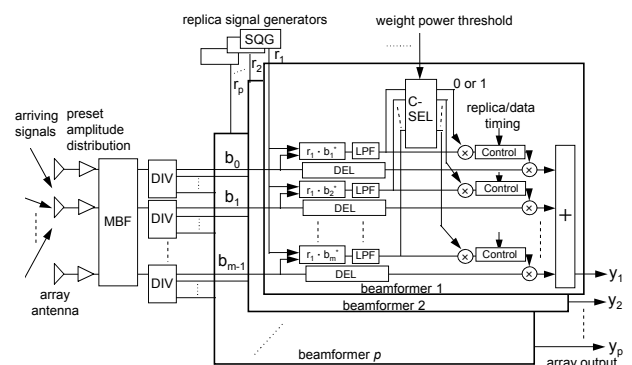 replica signal generators
SQG
r1
r2
rp
weight power threshold
arriving
signals
preset
amplitude
distribution
0 or 1
C-
SEL
replica/data
timing
b0
DIV
r1 · b1*
LPF
Control
DEL
b1
DIV
r1 · b2*
LPF
Control
DEL
MBF
+
bm-1
DIV
r1 · bm*
LPF
Control
DEL
array
antenna
beamformer 1
y1
beamformer 2
y2
beamformer p
yp
array output